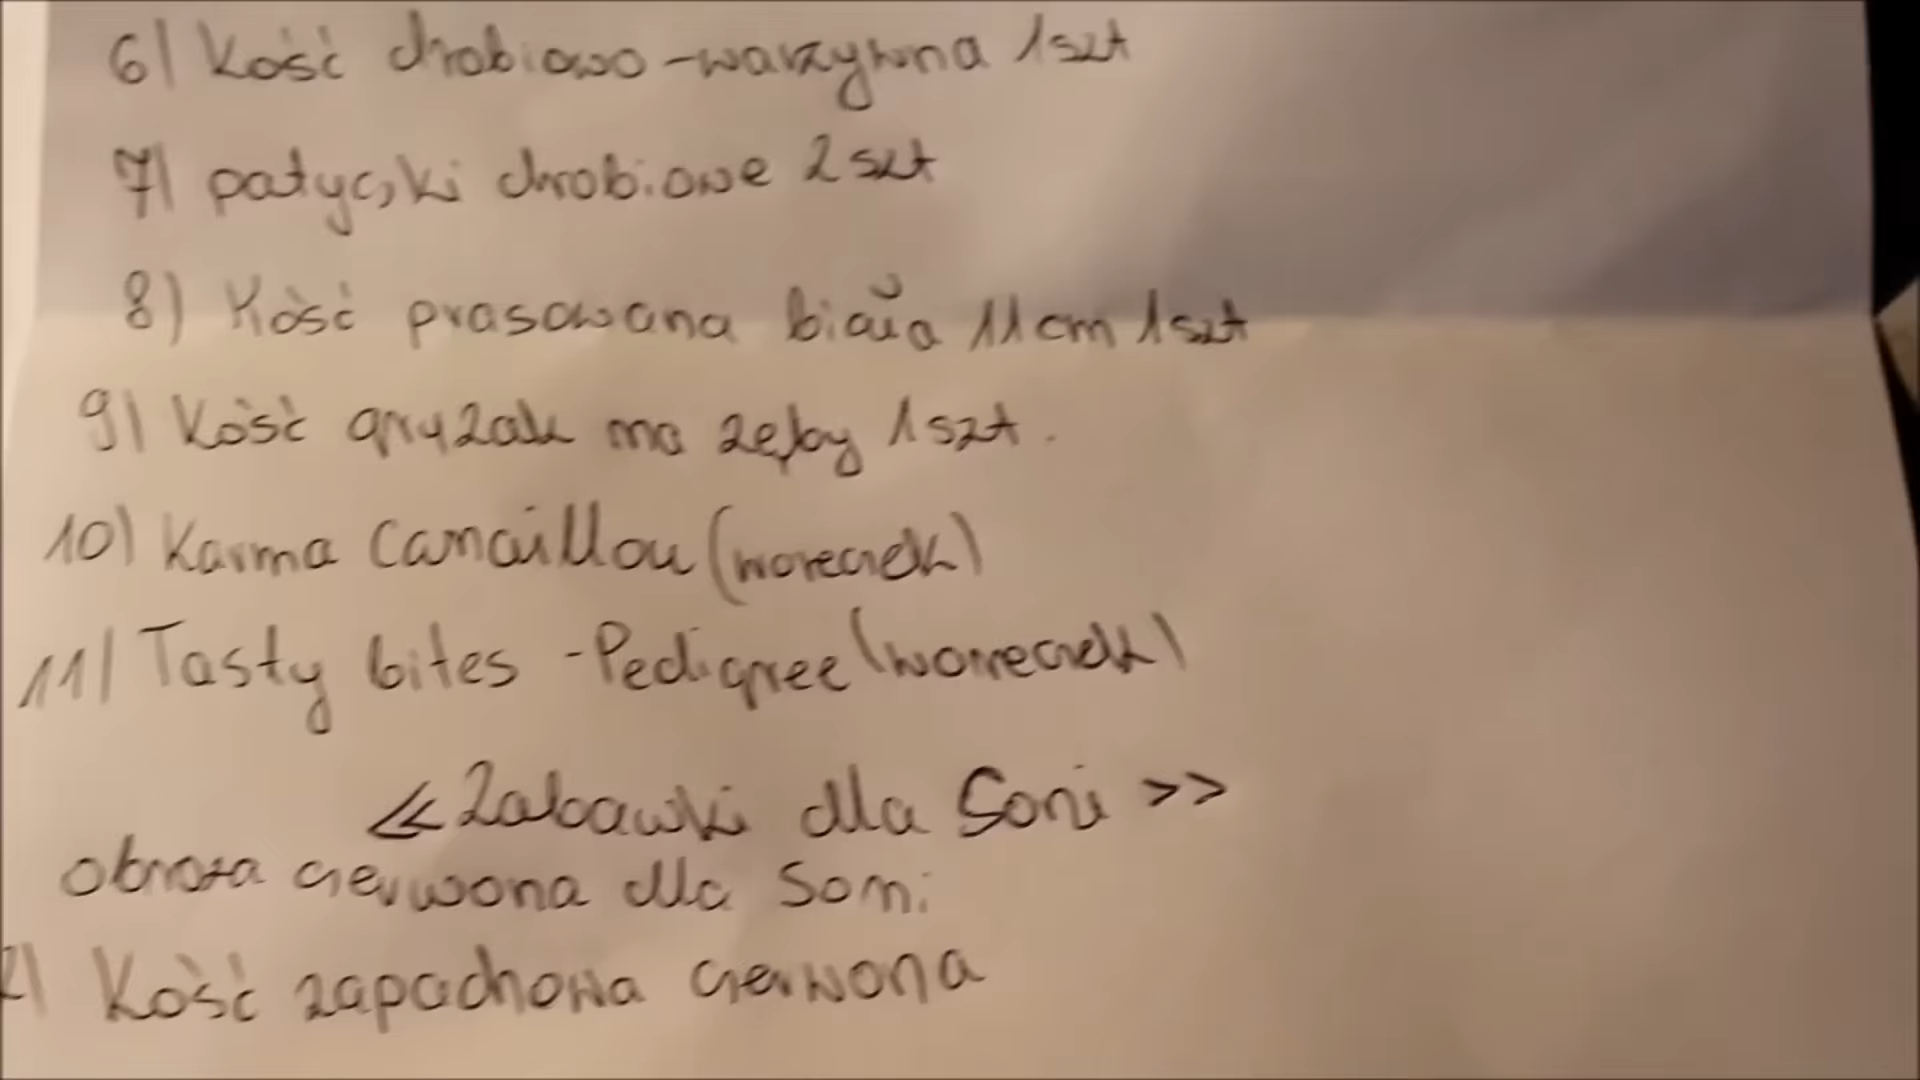 6) Kość drobiowo-warzywna 1szt
7) patyczki drobiowe 2szt
8) Kość prasowana biała 11cm 1szt
9) Kość gryzak na zęby 1szt.
10) Karma Canaillou (woreczek)
11) Tasty bites - Pedigree (woreczek)
<< Zabawki dla Soni >>
obroża czerwona dla Soni
2) Kość zapachowa czerwona